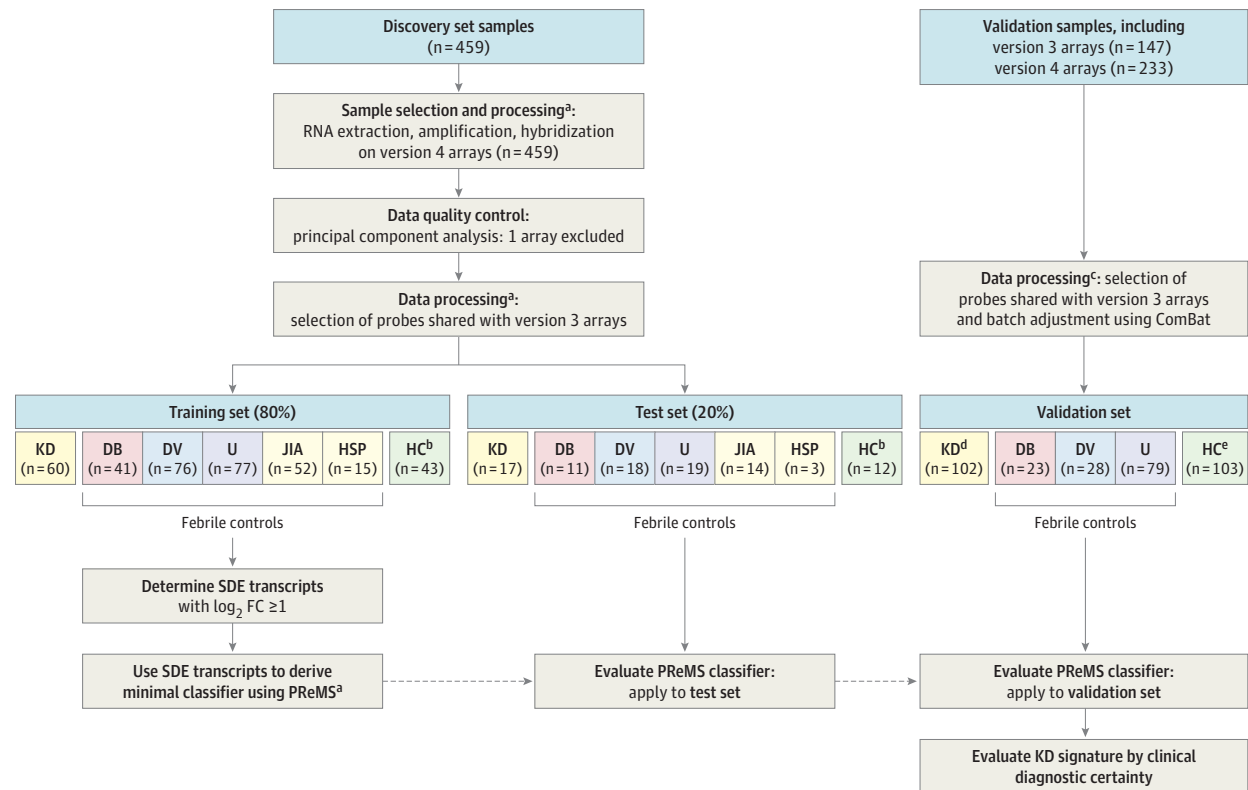 Discovery set samples
(n=459)
Sample selection and processingᵃ:
RNA extraction, amplification, hybridization
on version 4 arrays (n=459)
Data quality control:
principal component analysis: 1 array excluded
Data processingᵃ:
selection of probes shared with version 3 arrays
Validation samples, including
version 3 arrays (n=147)
version 4 arrays (n=233)
Data processingᶜ: selection of
probes shared with version 3 arrays
and batch adjustment using ComBat
Training set (80%)
KD
(n=60)
DB
(n=41)
DV
(n=76)
U
(n=77)
JIA
(n=52)
HSP
(n=15)
HCᵇ
(n=43)
Febrile controls
Determine SDE transcripts
with log₂ FC ≥1
Use SDE transcripts to derive
minimal classifier using PReMSᵃ
Test set (20%)
KD
(n=17)
DB
(n=11)
DV
(n=18)
U
(n=19)
JIA
(n=14)
HSP
(n=3)
HCᵇ
(n=12)
Febrile controls
Evaluate PReMS classifier:
apply to test set
Validation set
KDᵈ
(n=102)
DB
(n=23)
DV
(n=28)
U
(n=79)
HCᵉ
(n=103)
Febrile controls
Evaluate PReMS classifier:
apply to validation set
Evaluate KD signature by clinical
diagnostic certainty